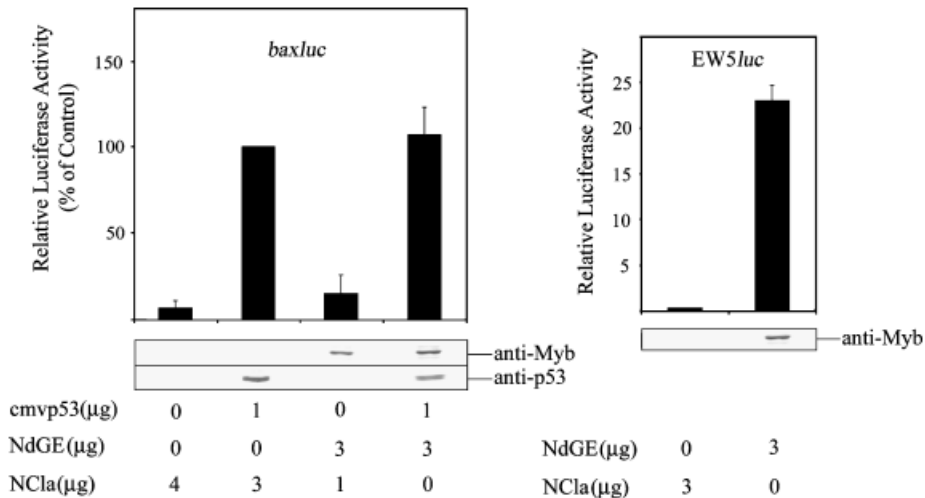 Relative Luciferase Activity
(% of Control)
baxluc
150
100
50
anti-Myb
anti-p53
cmvp53(μg) 0 1 0 1
NdGE(μg) 0 0 3 3
NCla(μg) 4 3 1 0
Relative Luciferase Activity
EW5luc
25
20
15
10
5
anti-Myb
NdGE(μg) 0 3
NCla(μg) 3 0